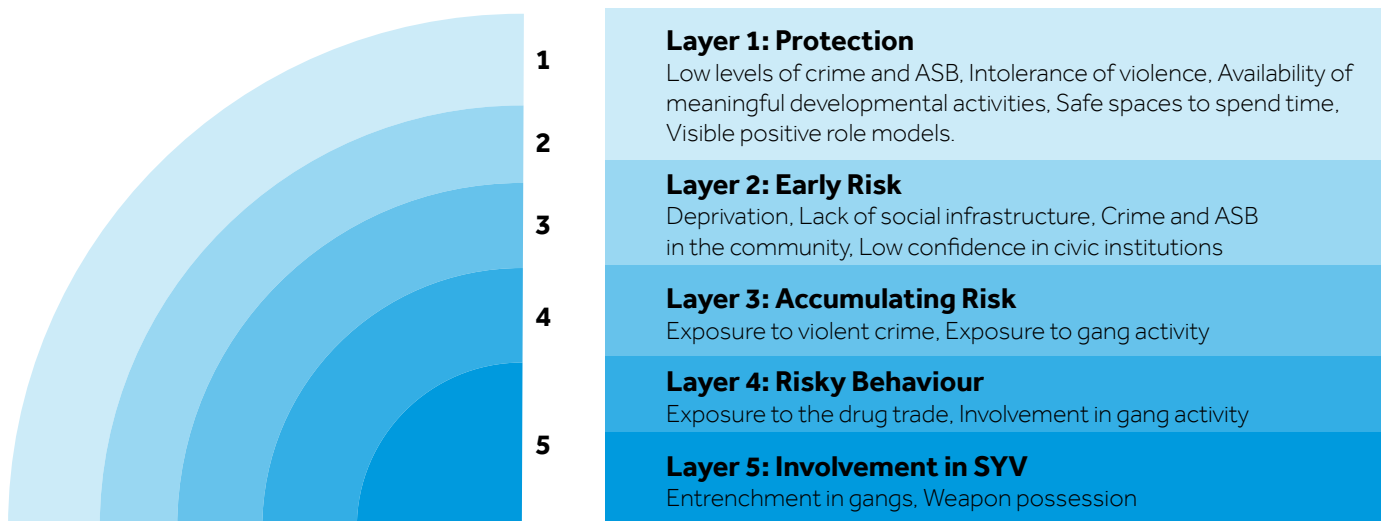 1
2
3
4
5
Layer 1: Protection
Low levels of crime and ASB, Intolerance of violence, Availability of
meaningful developmental activities, Safe spaces to spend time,
Visible positive role models.
Layer 2: Early Risk
Deprivation, Lack of social infrastructure, Crime and ASB
in the community, Low confidence in civic institutions
Layer 3: Accumulating Risk
Exposure to violent crime, Exposure to gang activity
Layer 4: Risky Behaviour
Exposure to the drug trade, Involvement in gang activity
Layer 5: Involvement in SYV
Entrenchment in gangs, Weapon possession